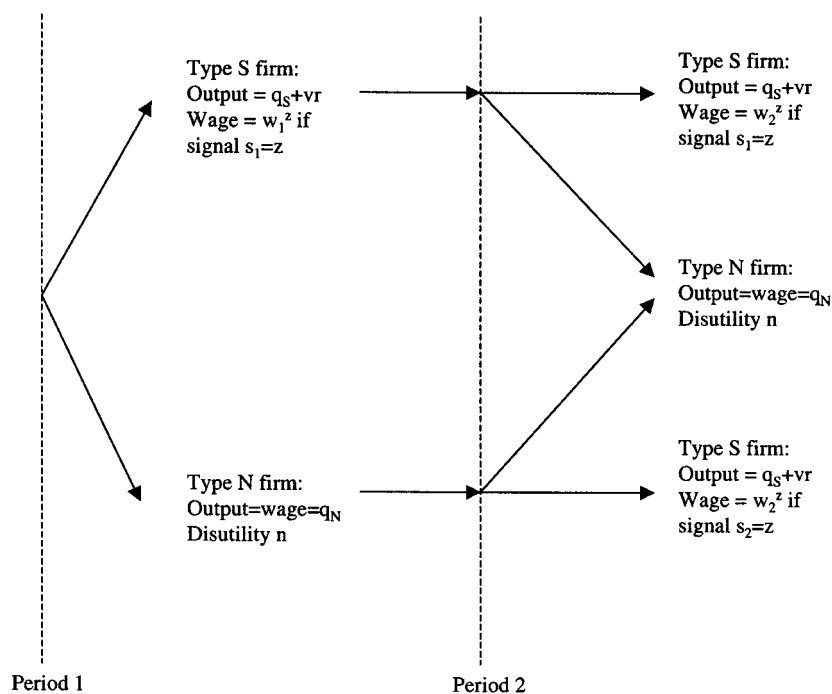 Type S firm:
Output = q_S+vr
Wage = w_1^z if
signal s_1=z
Type S firm:
Output = q_S+vr
Wage = w_2^z if
signal s_1=z
Type N firm:
Output=wage=q_N
Disutility n
Type N firm:
Output=wage=q_N
Disutility n
Type S firm:
Output = q_S+vr
Wage = w_2^z if
signal s_2=z
Period 1
Period 2